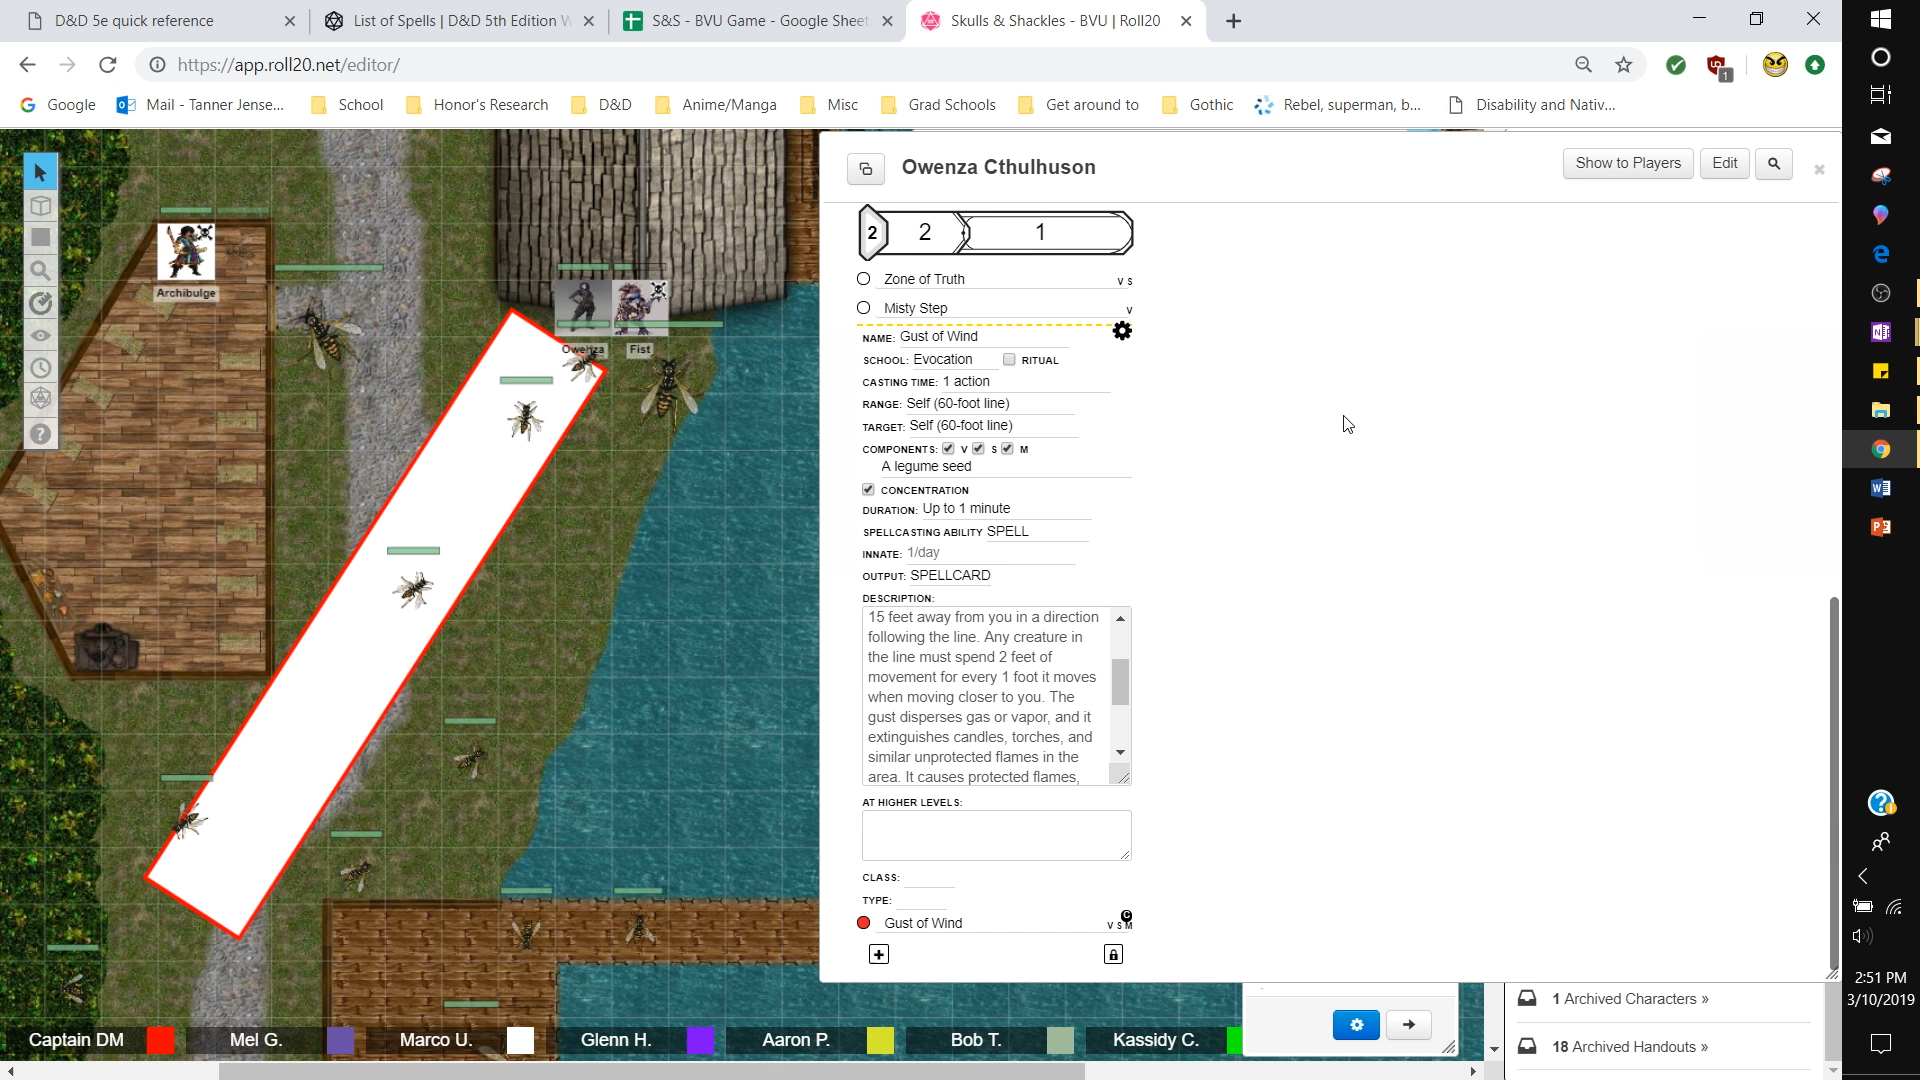 D&D 5e quick reference
List of Spells | D&D 5th Edition W
S&S - BVU Game - Google Sheet
Skulls & Shackles - BVU | Roll20
https://app.roll20.net/editor/
1
Google
Mail - Tanner Jense...
School
Honor's Research
D&D
Anime/Manga
Misc
Grad Schools
Get around to
Gothic
Rebel, superman, b...
Disability and Nativ...
Archibulge
Owenza
Fist
Owenza Cthulhuson
Show to Players
Edit
2
2
1
Zone of Truth
V S
Misty Step
V
NAME: Gust of Wind
SCHOOL: Evocation
RITUAL
CASTING TIME: 1 action
RANGE: Self (60-foot line)
TARGET: Self (60-foot line)
COMPONENTS: V S M
A legume seed
CONCENTRATION
DURATION: Up to 1 minute
SPELLCASTING ABILITY SPELL
INNATE: 1/day
OUTPUT: SPELLCARD
DESCRIPTION:
15 feet away from you in a direction
following the line. Any creature in
the line must spend 2 feet of
movement for every 1 foot it moves
when moving closer to you. The
gust disperses gas or vapor, and it
extinguishes candles, torches, and
similar unprotected flames in the
area. It causes protected flames,
AT HIGHER LEVELS:
CLASS:
TYPE:
Gust of Wind
C
V S M
Captain DM
Mel G.
Marco U.
Glenn H.
Aaron P.
Bob T.
Kassidy C.
1 Archived Characters »
18 Archived Handouts »
2:51 PM
3/10/2019